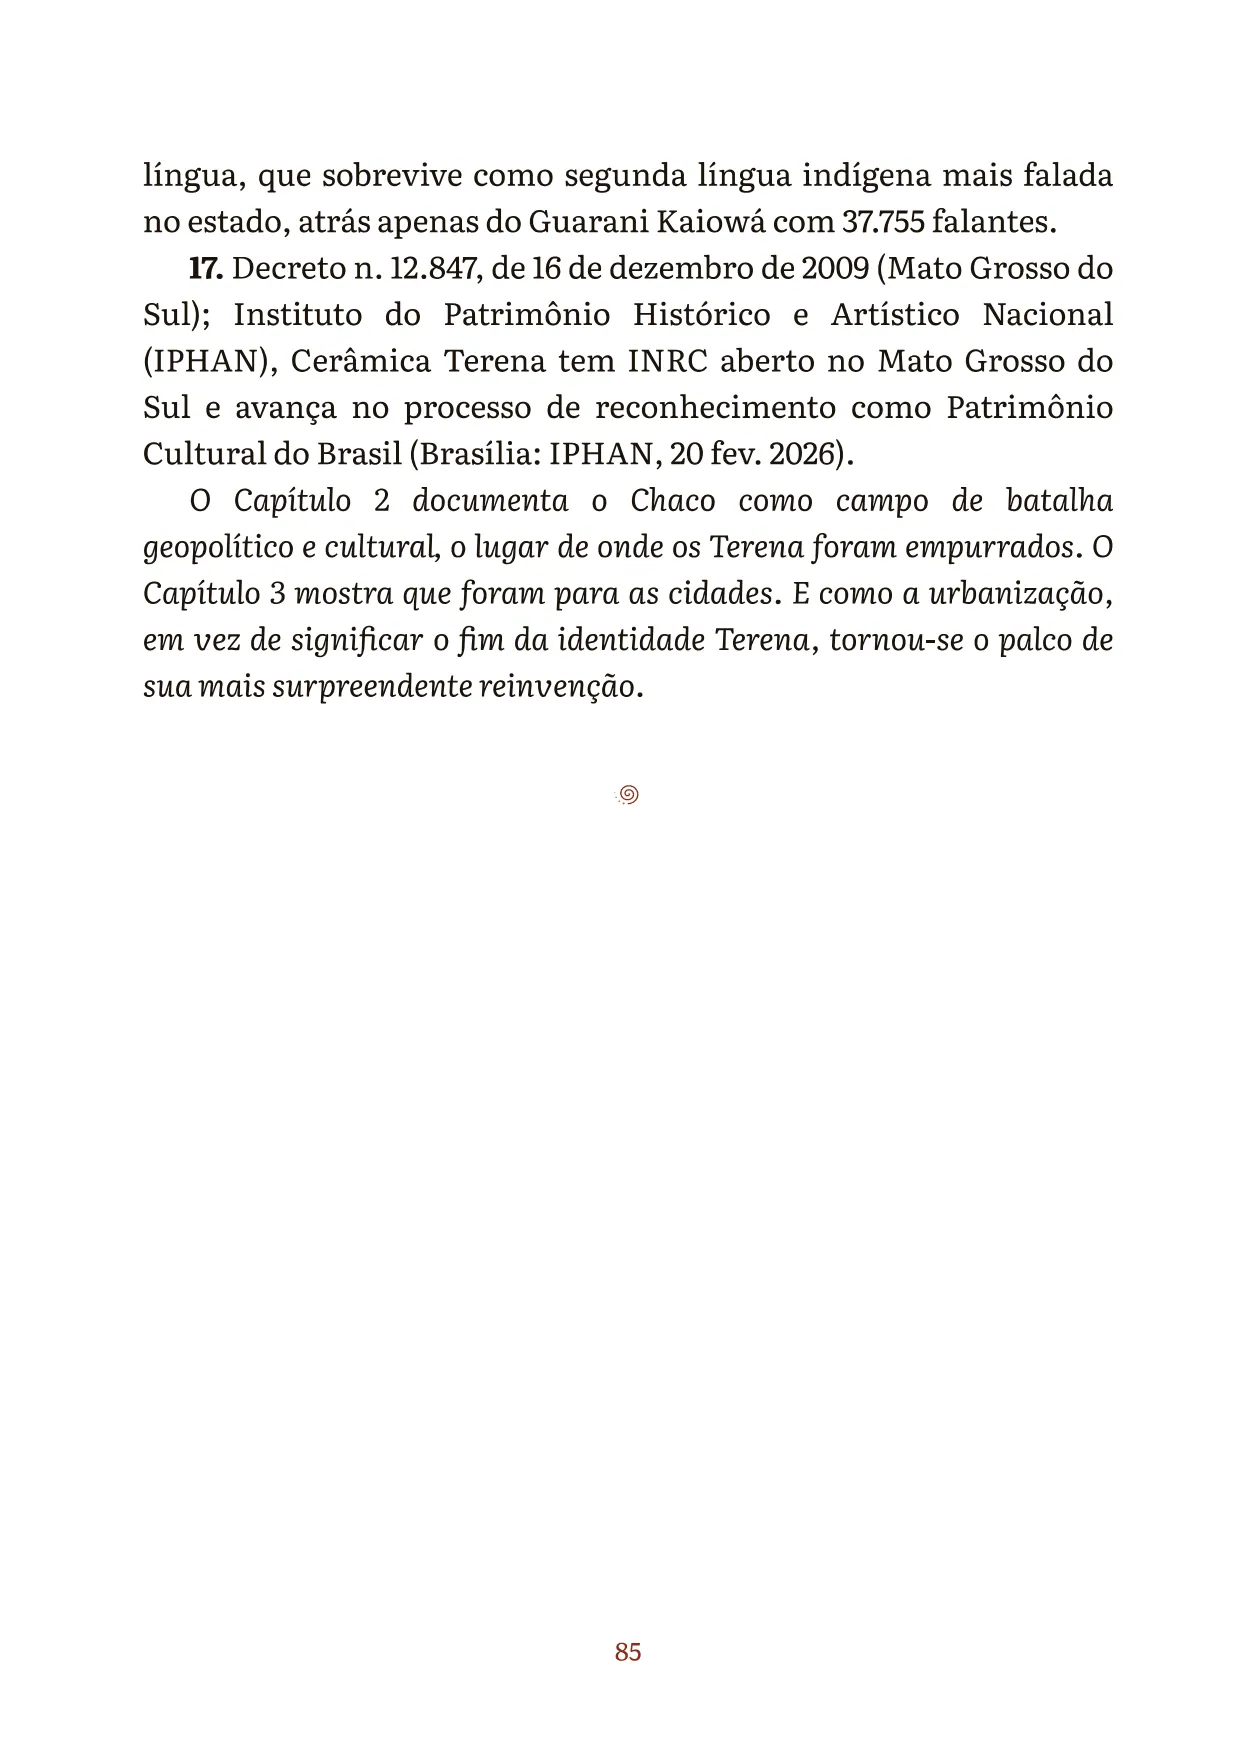 língua, que sobrevive como segunda língua indígena mais falada
no estado, atrás apenas do Guarani Kaiowá com 37.755 falantes.
17. Decreto n. 12.847, de 16 de dezembro de 2009 (Mato Grosso do
Sul); Instituto do Patrimônio Histórico e Artístico Nacional
(IPHAN), Cerâmica Terena tem INRC aberto no Mato Grosso do
Sul e avança no processo de reconhecimento como Patrimônio
Cultural do Brasil (Brasília: IPHAN, 20 fev. 2026).
O Capítulo 2 documenta o Chaco como campo de batalha
geopolítico e cultural, o lugar de onde os Terena foram empurrados. O
Capítulo 3 mostra que foram para as cidades. E como a urbanização,
em vez de significar o fim da identidade Terena, tornou-se o palco de
sua mais surpreendente reinvenção.
85